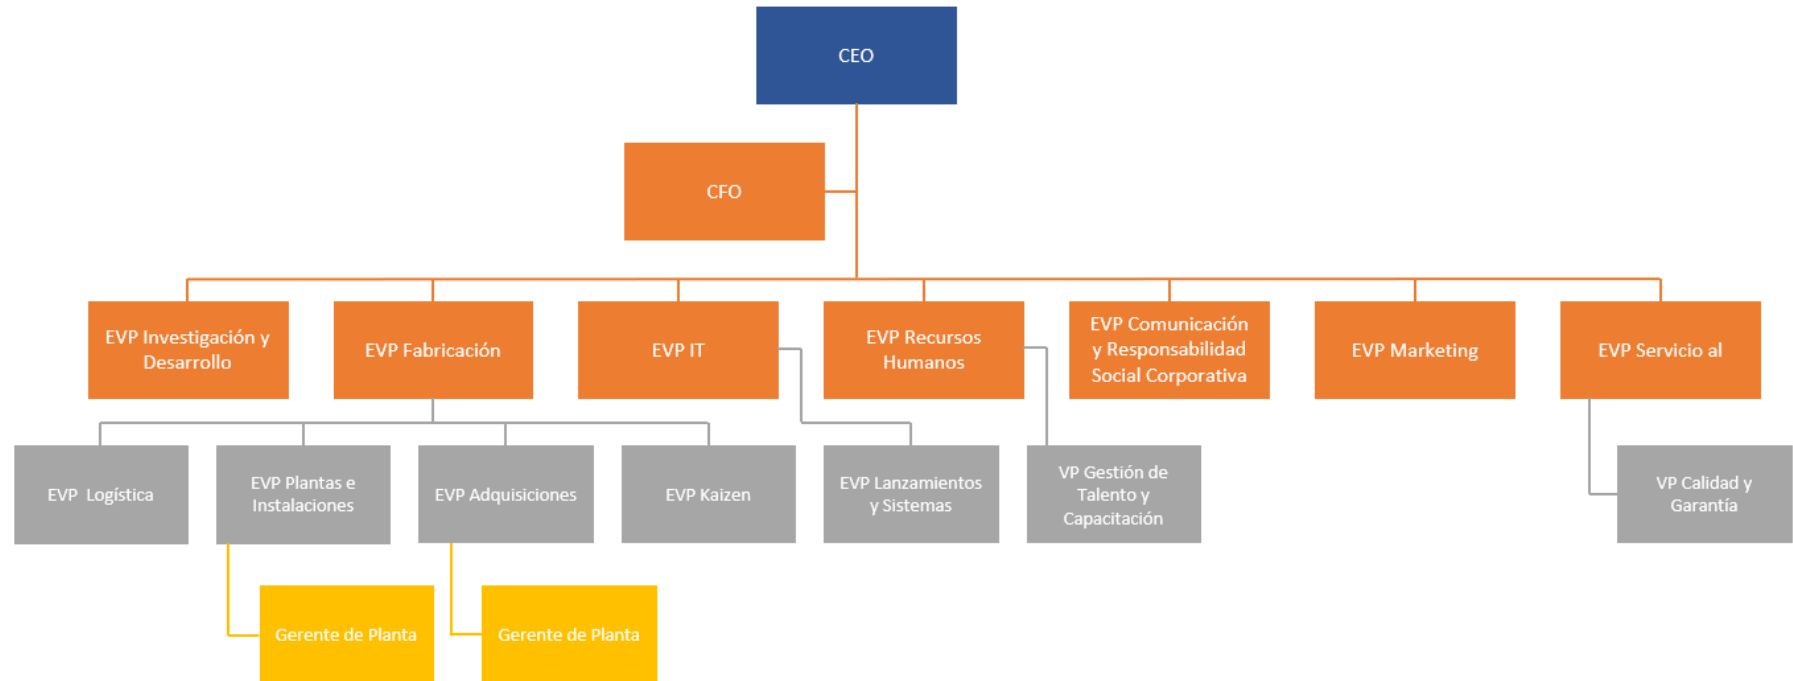 CEO
CFO
EVP Investigación y
Desarrollo
EVP Fabricación
EVP IT
EVP Recursos
Humanos
EVP Comunicación
y Responsabilidad
Social Corporativa
EVP Marketing
EVP Servicio al
EVP Logística
EVP Plantas e
Instalaciones
EVP Adquisiciones
EVP Kaizen
EVP Lanzamientos
y Sistemas
VP Gestión de
Talento y
Capacitación
VP Calidad y
Garantía
Gerente de Planta
Gerente de Planta